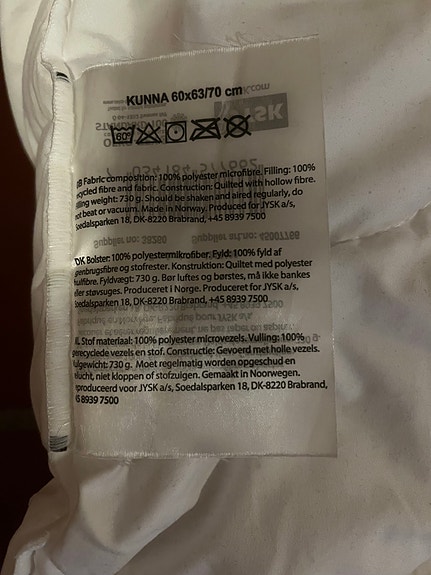 KUNNA 60x63/70 cm
60°
GB Fabric composition: 100% polyester microfibre. Filling: 100%
recycled fibre and fabric. Construction: Quilted with hollow fibre.
Filling weight: 730 g. Should be shaken and aired regularly, do
not beat or vacuum. Made in Norway. Produced for JYSK a/s,
Soedalsparken 18, DK-8220 Brabrand, +45 8939 7500
DK Bolster: 100% polyestermikrofiber. Fyld: 100% fyld af
genbrugsfibre og stofrester. Konstruktion: Quiltet med polyester
hulfibre. Fyldvægt: 730 g. Bør luftes og børstes, må ikke bankes
eller støvsuges. Produceret i Norge. Produceret for JYSK a/s,
Soedalsparken 18, DK-8220 Brabrand, +45 8939 7500
NL Stof materiaal: 100% polyester microvezels. Vulling: 100%
gerecyclede vezels en stof. Constructie: Gevoerd met holle vezels.
Vulgewicht: 730 g. Moet regelmatig worden opgeschud en
gelucht, niet kloppen of stofzuigen. Gemaakt in Noorwegen.
Geproduceerd voor JYSK a/s, Soedalsparken 18, DK-8220 Brabrand,
+45 8939 7500